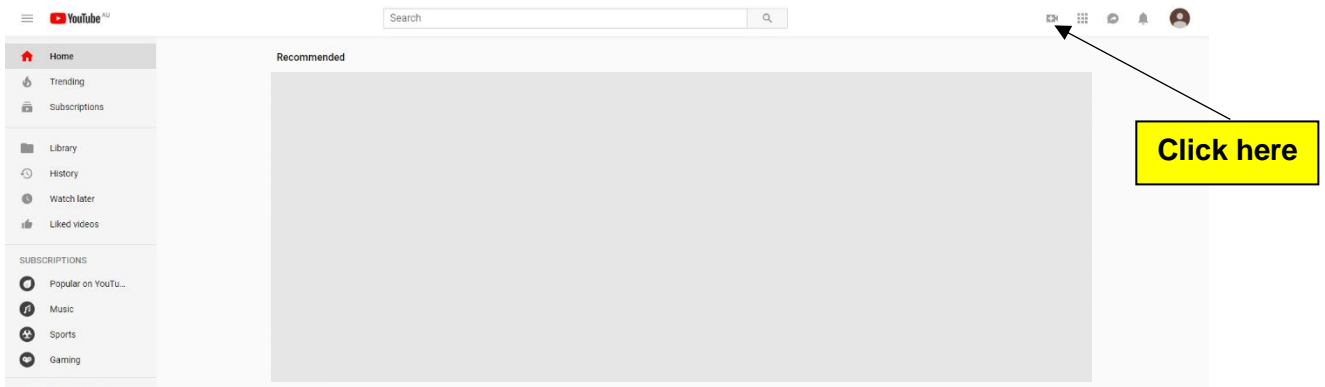 YouTube AU
Search
Home
Recommended
Trending
Subscriptions
Click here
Library
History
Watch later
Liked videos
SUBSCRIPTIONS
Popular on YouTu...
Music
Sports
Gaming